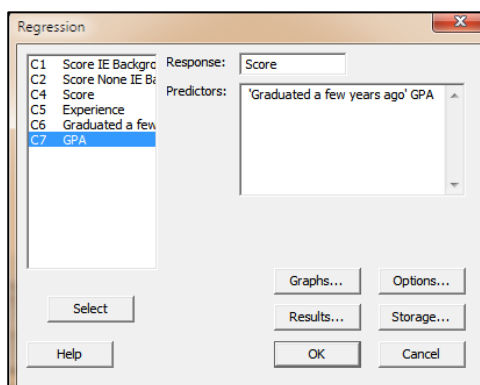 Regression
C1 Score IE Backgro
C2 Score None IE Ba
C4 Score
C5 Experience
C6 Graduated a few
C7 GPA
Response: Score
Predictors: 'Graduated a few years ago' GPA
Select
Graphs... Options...
Results... Storage...
Help OK Cancel